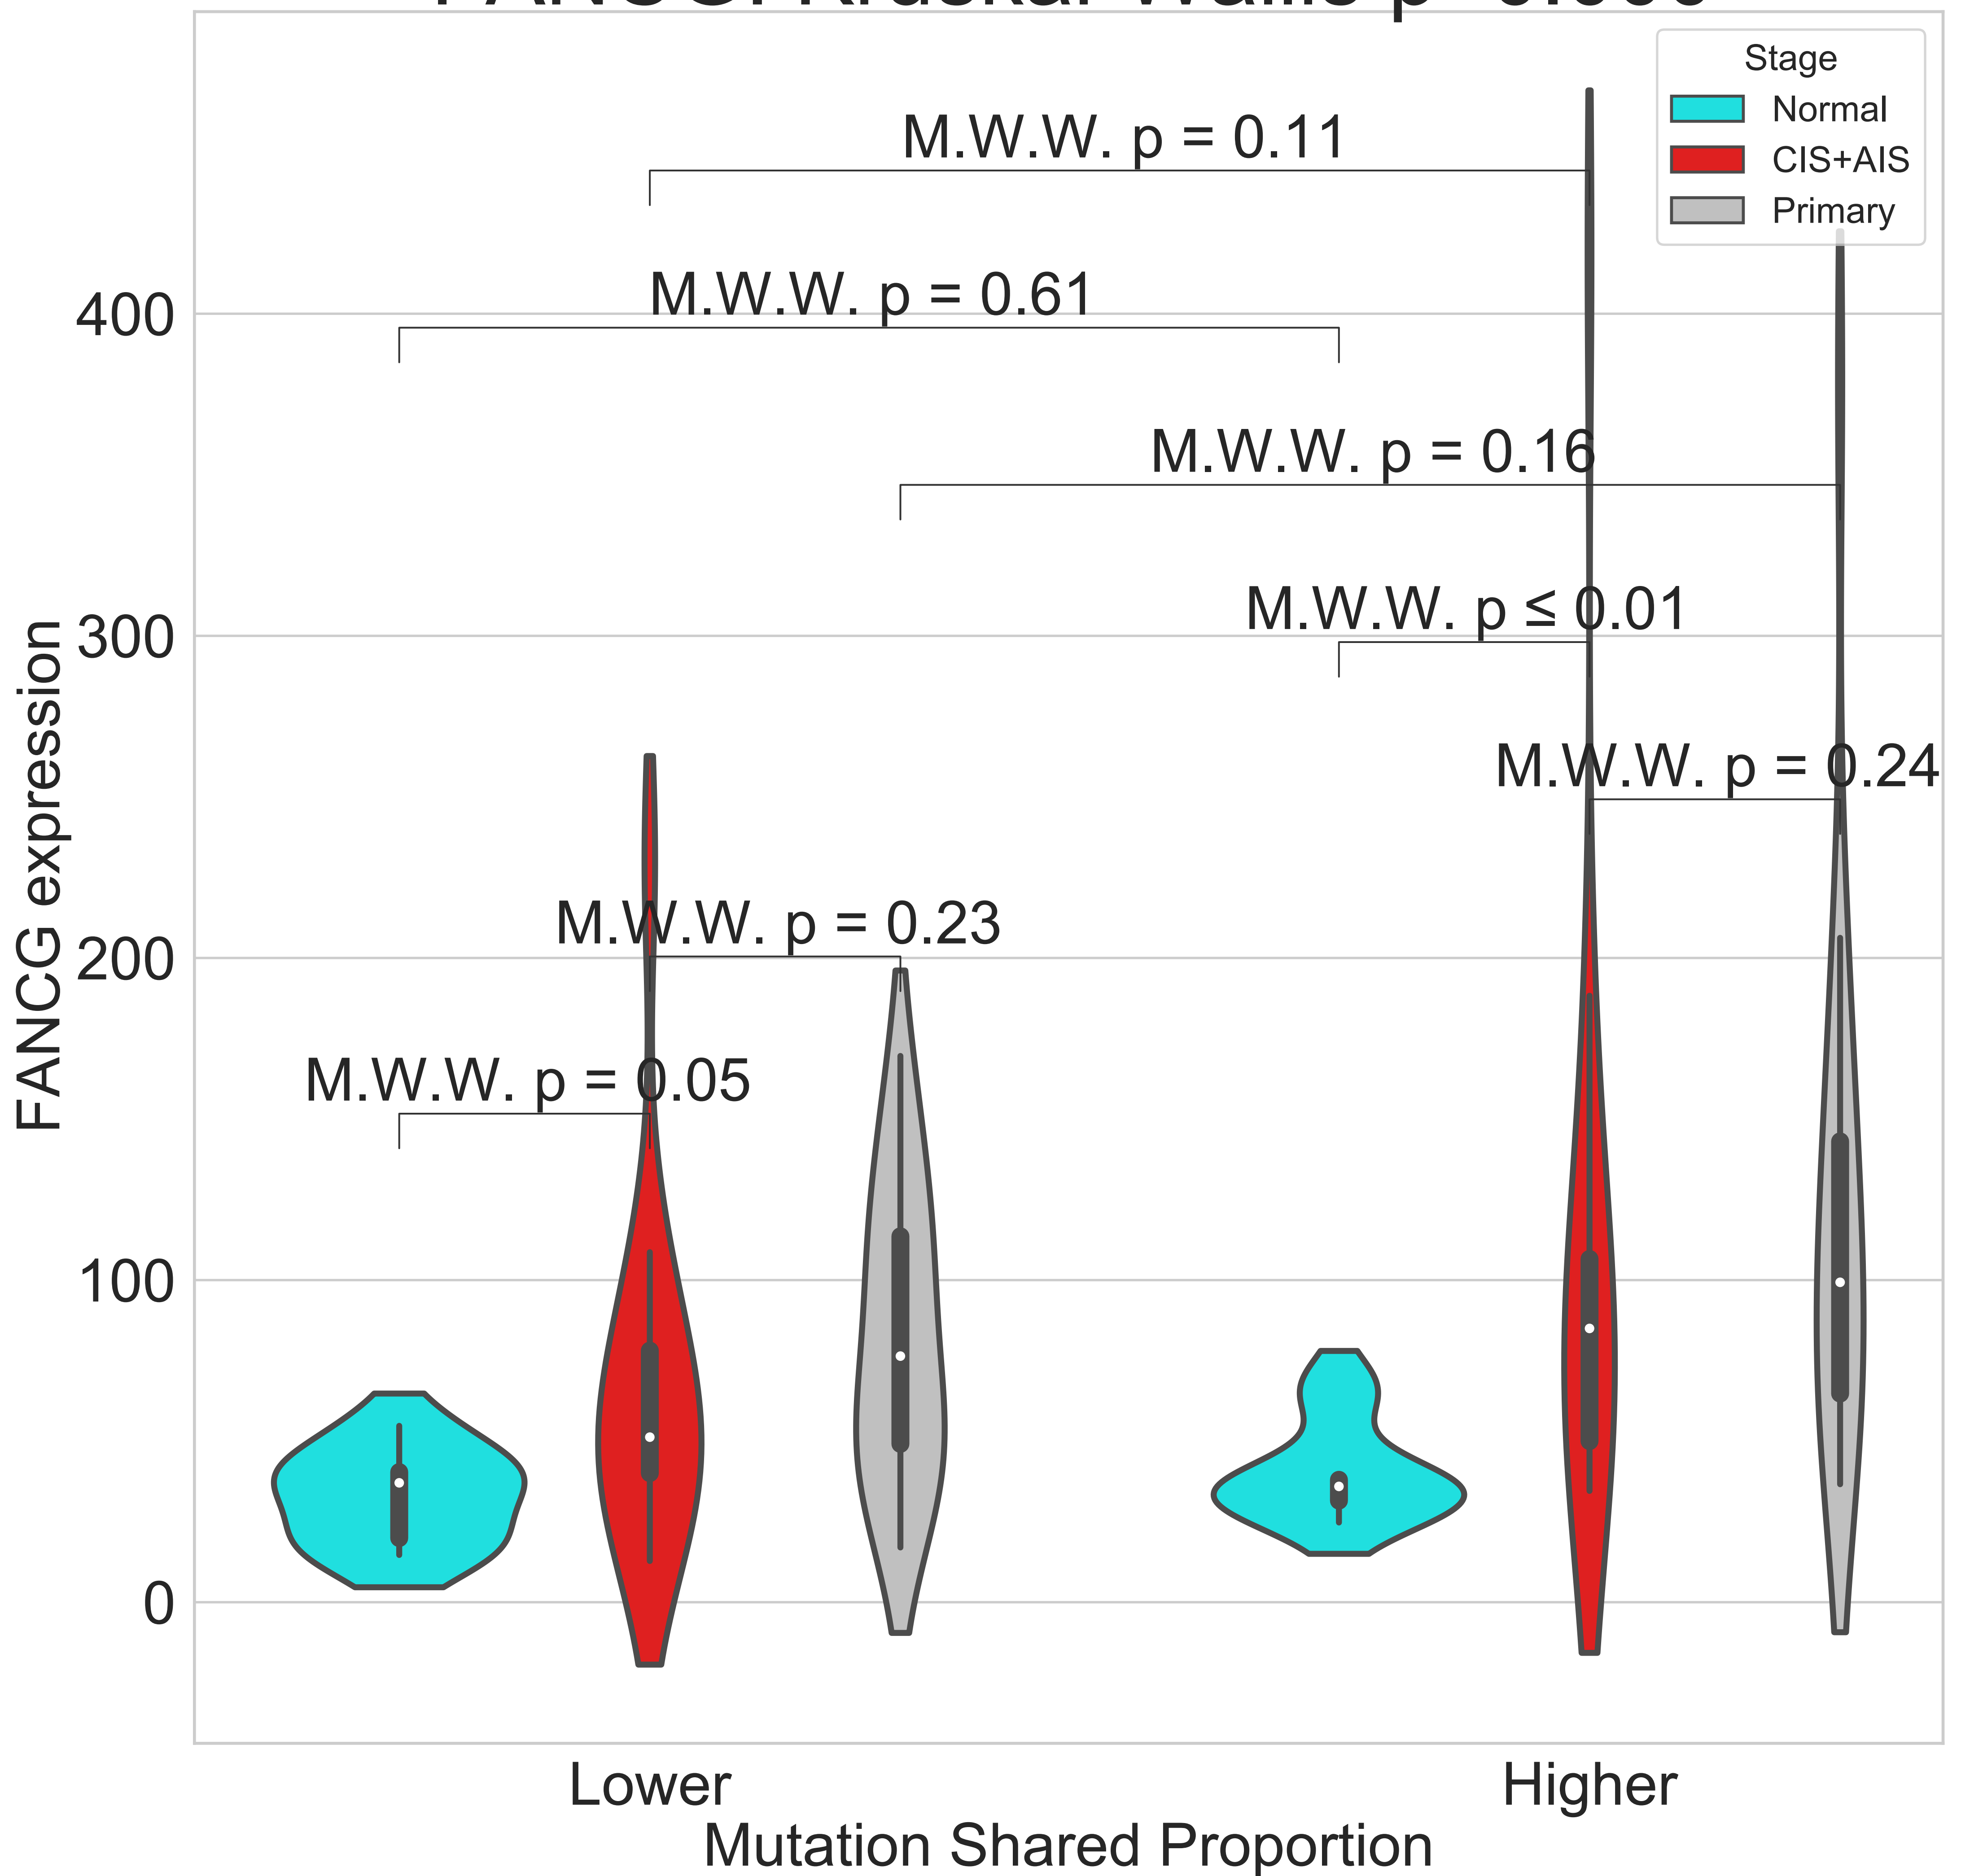 Stage
Normal
CIS+AIS
Primary
M.W.W. p = 0.11
M.W.W. p = 0.61
M.W.W. p = 0.16
M.W.W. p ≤ 0.01
M.W.W. p = 0.24
M.W.W. p = 0.23
M.W.W. p = 0.05
400
300
200
100
0
FANCG expression
Lower
Higher
Mutation Shared Proportion